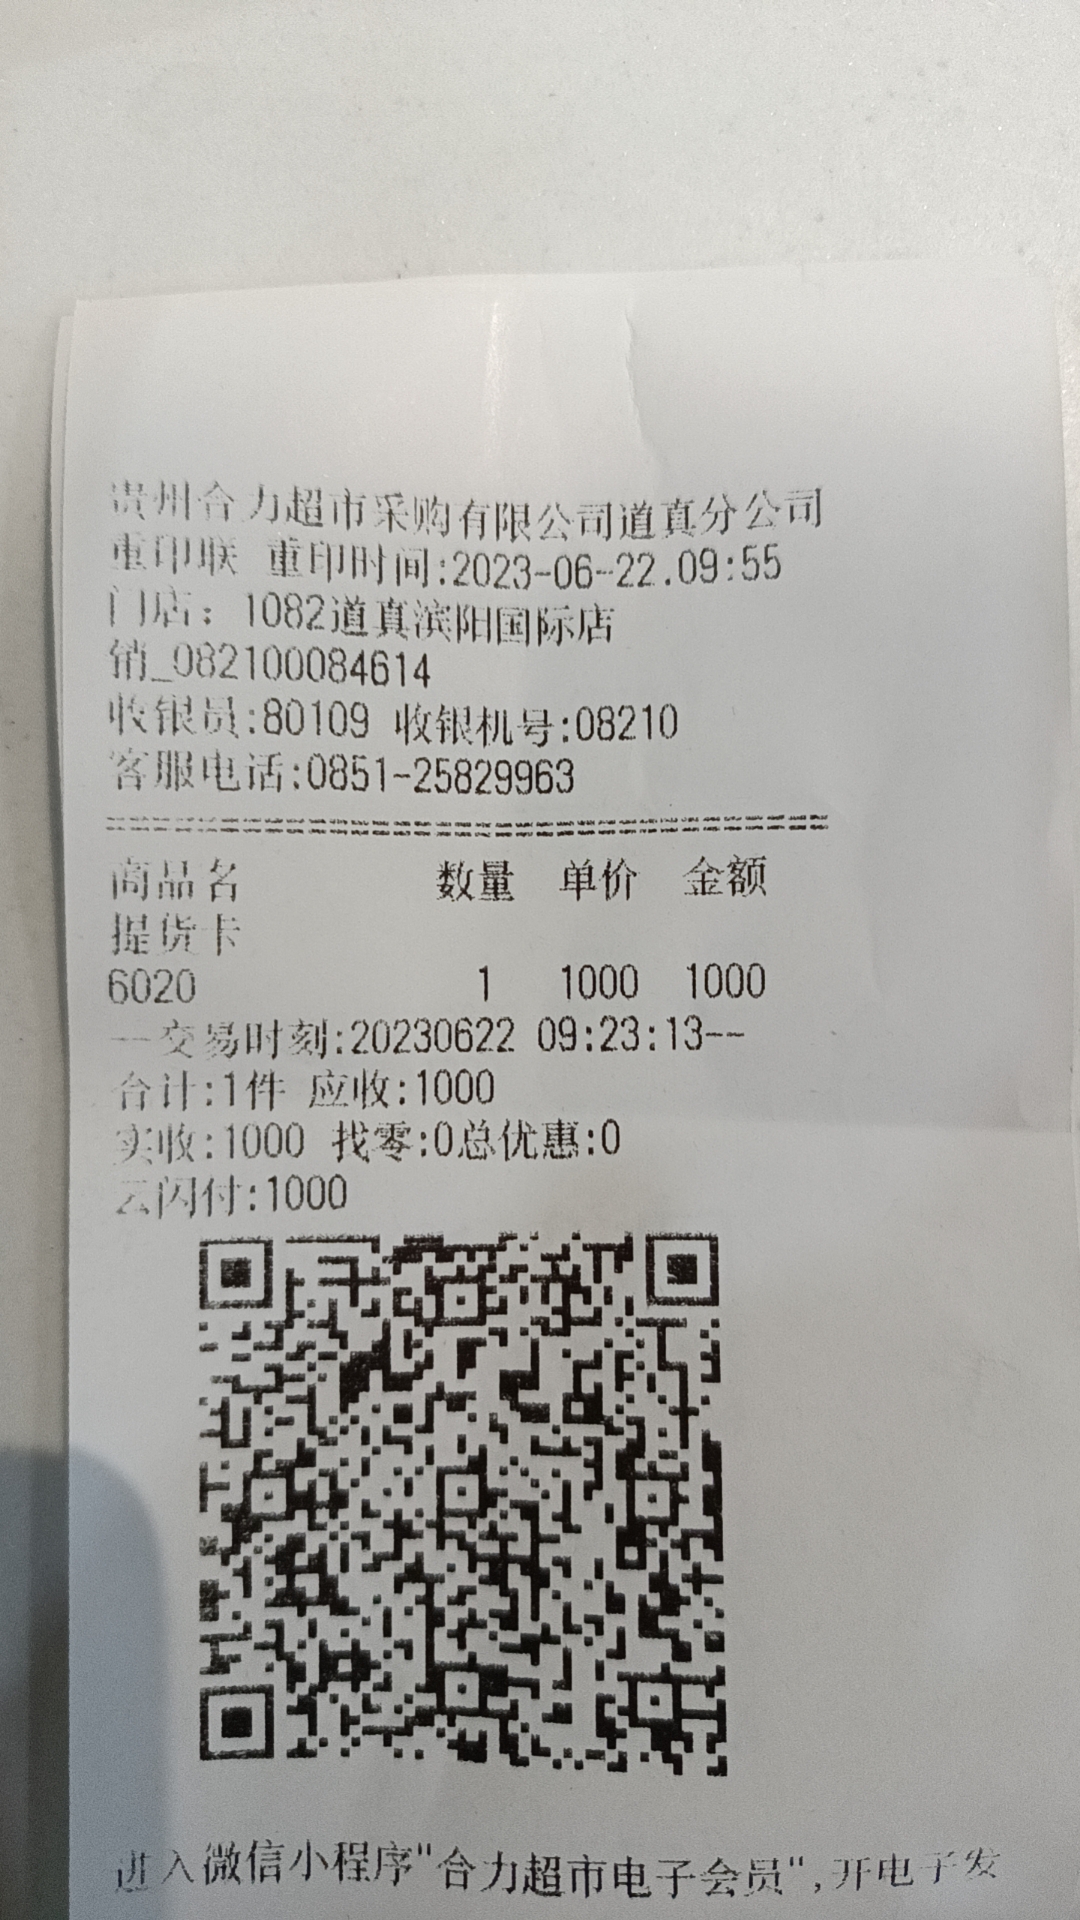 贵州合力超市采购有限公司道真分公司
重印联 重印时间:2023-06-22.09:55
门店：1082道真滨阳国际店
销_082100084614
收银员:80109 收银机号:08210
客服电话:0851-25829963
商品名 数量 单价 金额
提货卡
6020 1 1000 1000
--交易时刻:20230622 09:23:13--
合计:1件 应收:1000
实收:1000 找零:0总优惠:0
云闪付:1000
进入微信小程序"合力超市电子会员",开电子发